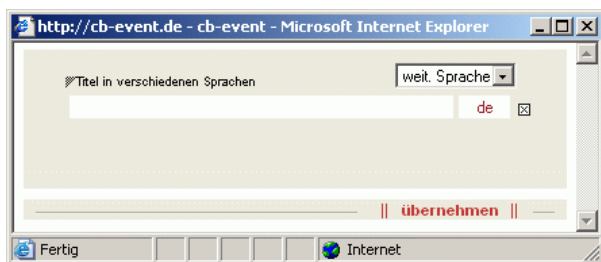 http://cb-event.de - cb-event - Microsoft Internet Explorer
Titel in verschiedenen Sprachen
weit. Sprache
de
|| übernehmen ||
Fertig
Internet